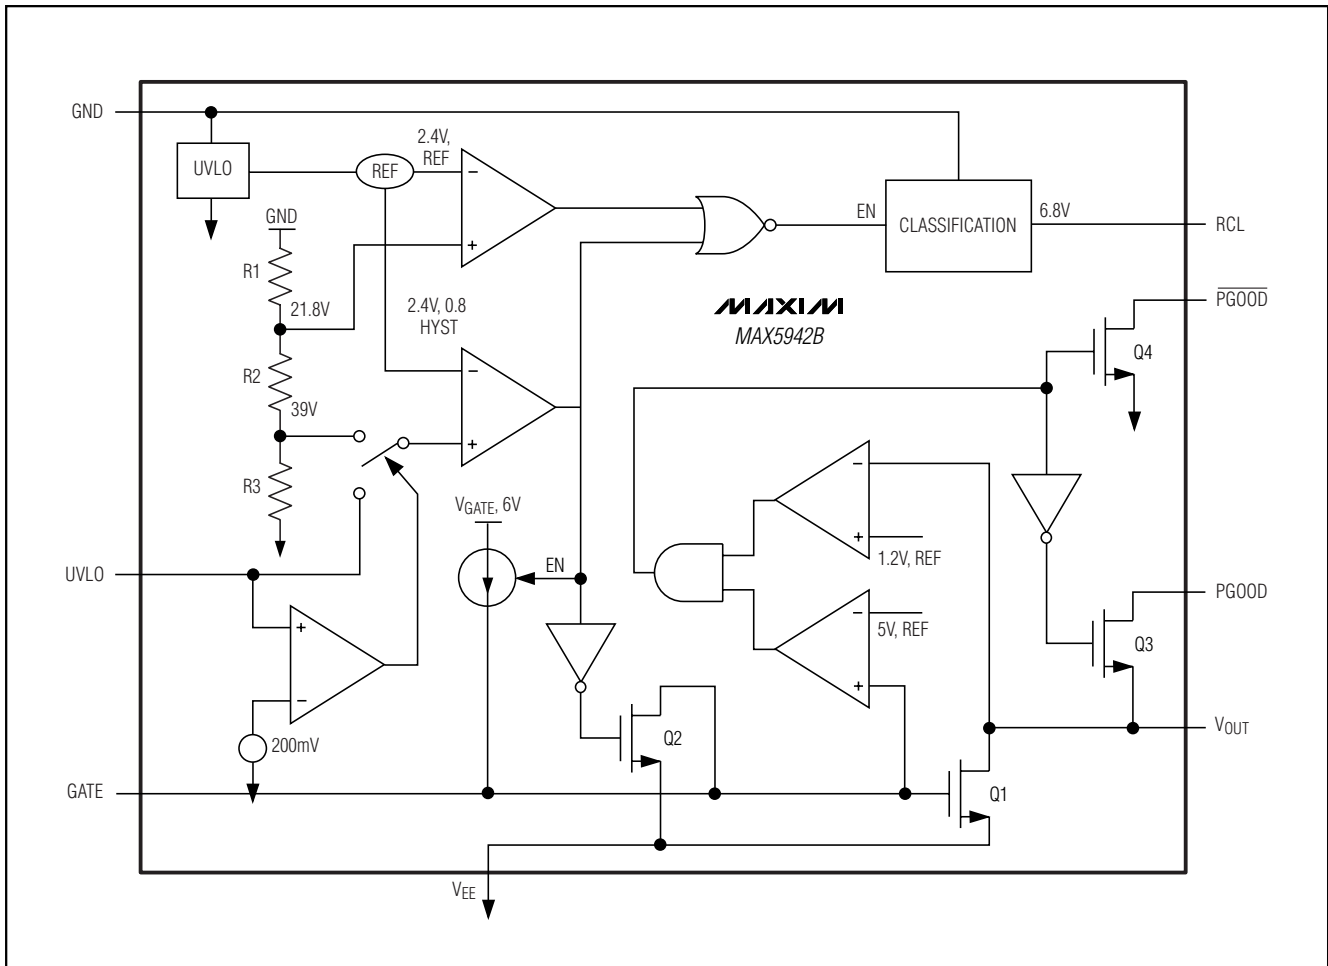 GND
UVLO
REF
2.4V,
REF
GND
R1
21.8V
R2
39V
R3
2.4V, 0.8
HYST
-
+
-
+
EN
CLASSIFICATION
6.8V
RCL
MAXIM
MAX5942B
PGOOD
Q4
VGATE, 6V
EN
-
+
1.2V, REF
-
5V, REF
+
UVLO
+
-
200mV
Q2
PGOOD
Q3
VOUT
GATE
Q1
VEE